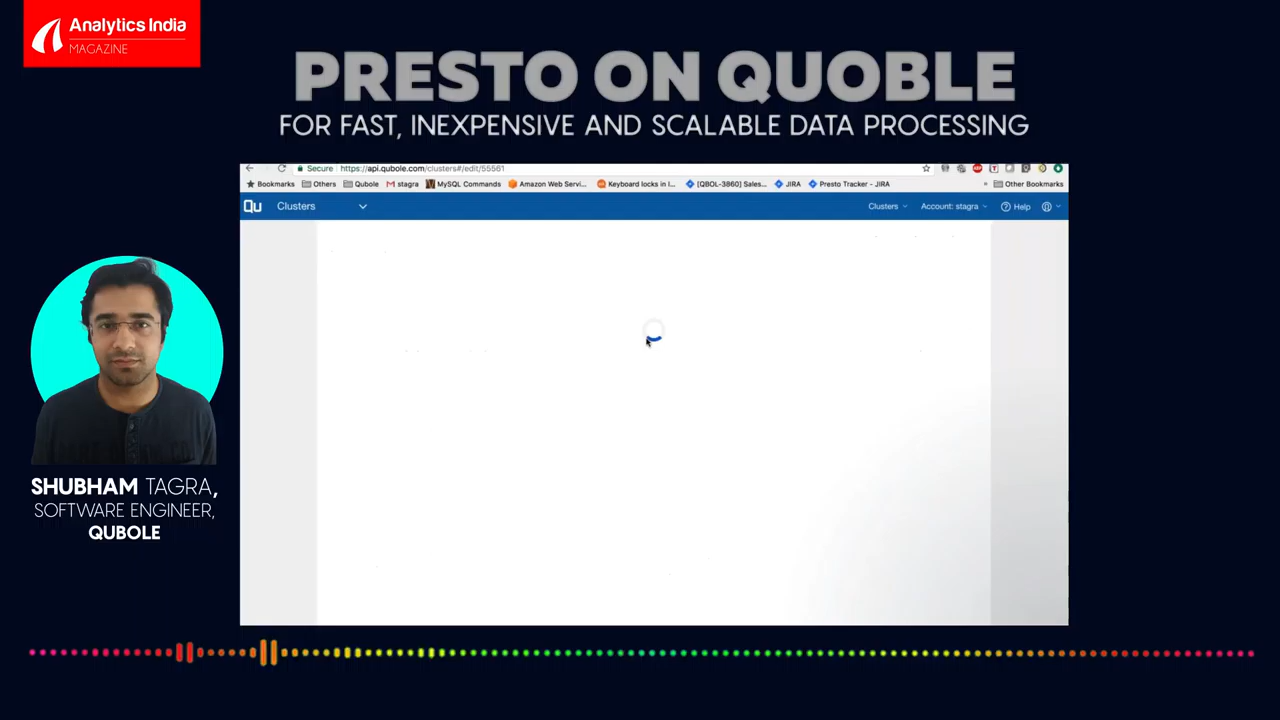 Analytics India
MAGAZINE
PRESTO ON QUOBLE
FOR FAST, INEXPENSIVE AND SCALABLE DATA PROCESSING
Secure https://api.qubole.com/clusters#/edit/55561
Bookmarks Others Qubole stagra MySQL Commands Amazon Web Servi... Keyboard locks in l... (QBOL-3860) Sales... JIRA Presto Tracker - JIRA » Other Bookmarks
Qu Clusters Clusters Account: stagra Help
SHUBHAM TAGRA,
SOFTWARE ENGINEER,
QUBOLE